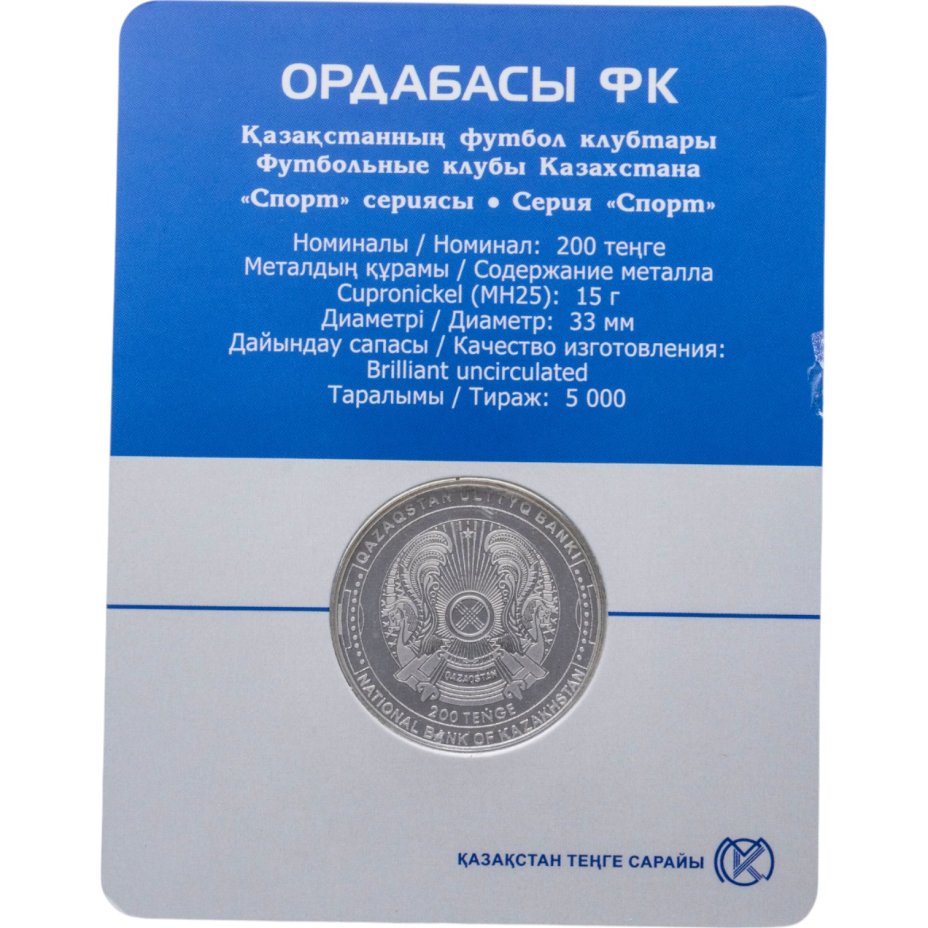 ОРДАБАСЫ ФК
Қазақстанның футбол клубтары
Футбольные клубы Казахстана
«Спорт» сериясы • Серия «Спорт»
Номиналы / Номинал: 200 теңге
Металдың құрамы / Содержание металла
Cupronickel (МН25): 15 г
Диаметрі / Диаметр: 33 мм
Дайындау сапасы / Качество изготовления:
Brilliant uncirculated
Таралымы / Тираж: 5 000
QAZAQSTAN ULTTYQ BANKI
QAZAQSTAN
200 TEŃGE
NATIONAL BANK OF KAZAKHSTAN
ҚАЗАҚСТАН ТЕҢГЕ САРАЙЫ